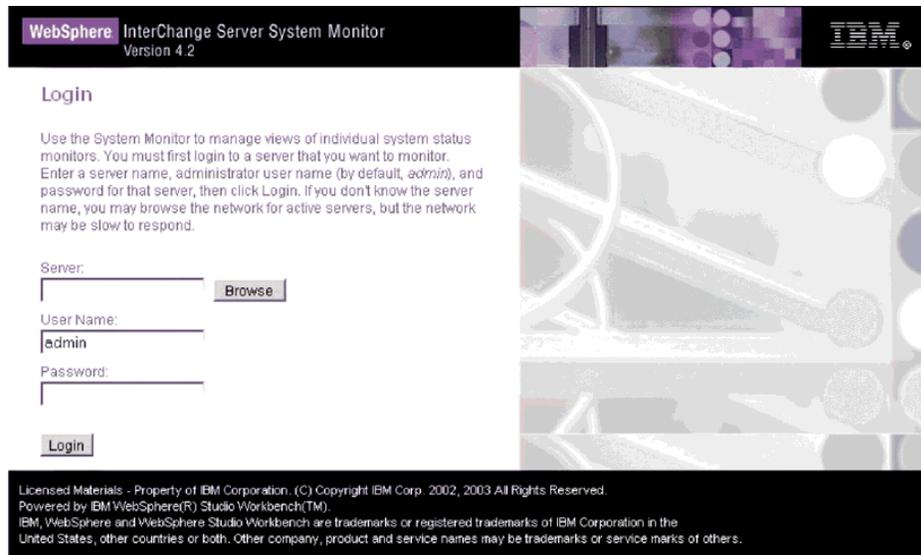 WebSphere InterChange Server System Monitor
Version 4.2
IBM®
Login
Use the System Monitor to manage views of individual system status
monitors. You must first login to a server that you want to monitor.
Enter a server name, administrator user name (by default, admin), and
password for that server, then click Login. If you don't know the server
name, you may browse the network for active servers, but the network
may be slow to respond.
Server:
Browse
User Name:
admin
Password:
Login
Licensed Materials - Property of IBM Corporation. (C) Copyright IBM Corp. 2002, 2003 All Rights Reserved.
Powered by IBM WebSphere(R) Studio Workbench(TM).
IBM, WebSphere and WebSphere Studio Workbench are trademarks or registered trademarks of IBM Corporation in the
United States, other countries or both. Other company, product and service names may be trademarks or service marks of others.